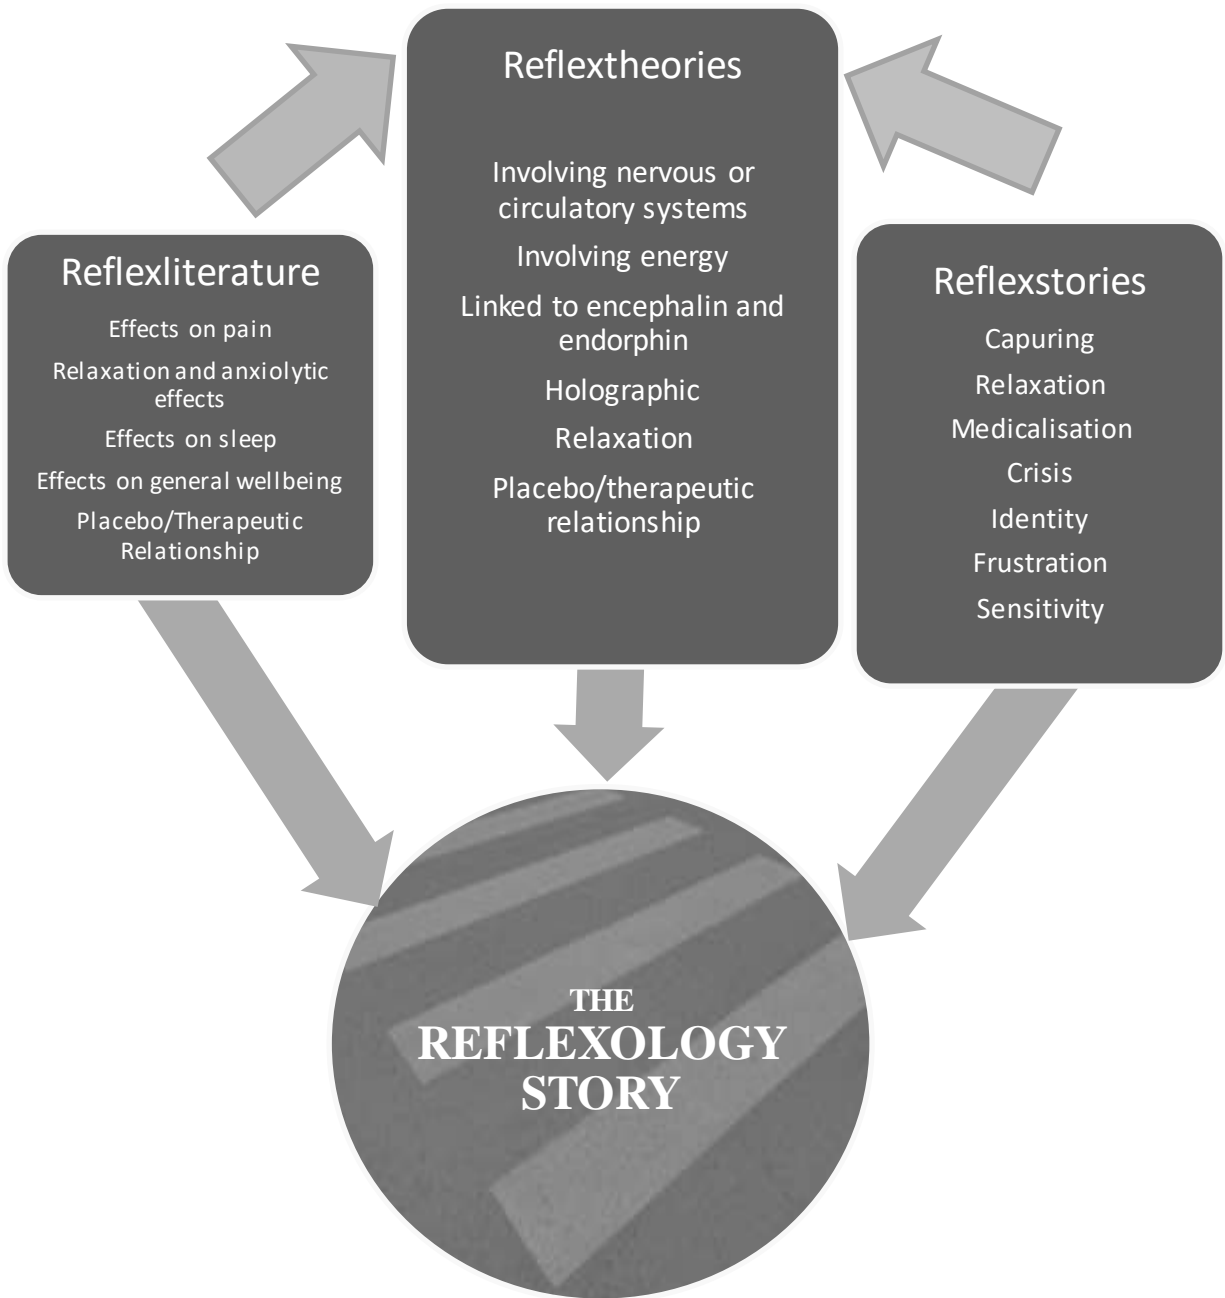 Reflextheories
Involving nervous or
circulatory systems
Involving energy
Linked to encephalin and
endorphin
Holographic
Relaxation
Placebo/therapeutic
relationship
Reflexliterature
Effects on pain
Relaxation and anxiolytic
effects
Effects on sleep
Effects on general wellbeing
Placebo/Therapeutic
Relationship
Reflexstories
Capuring
Relaxation
Medicalisation
Crisis
Identity
Frustration
Sensitivity
THE
REFLEXOLOGY
STORY